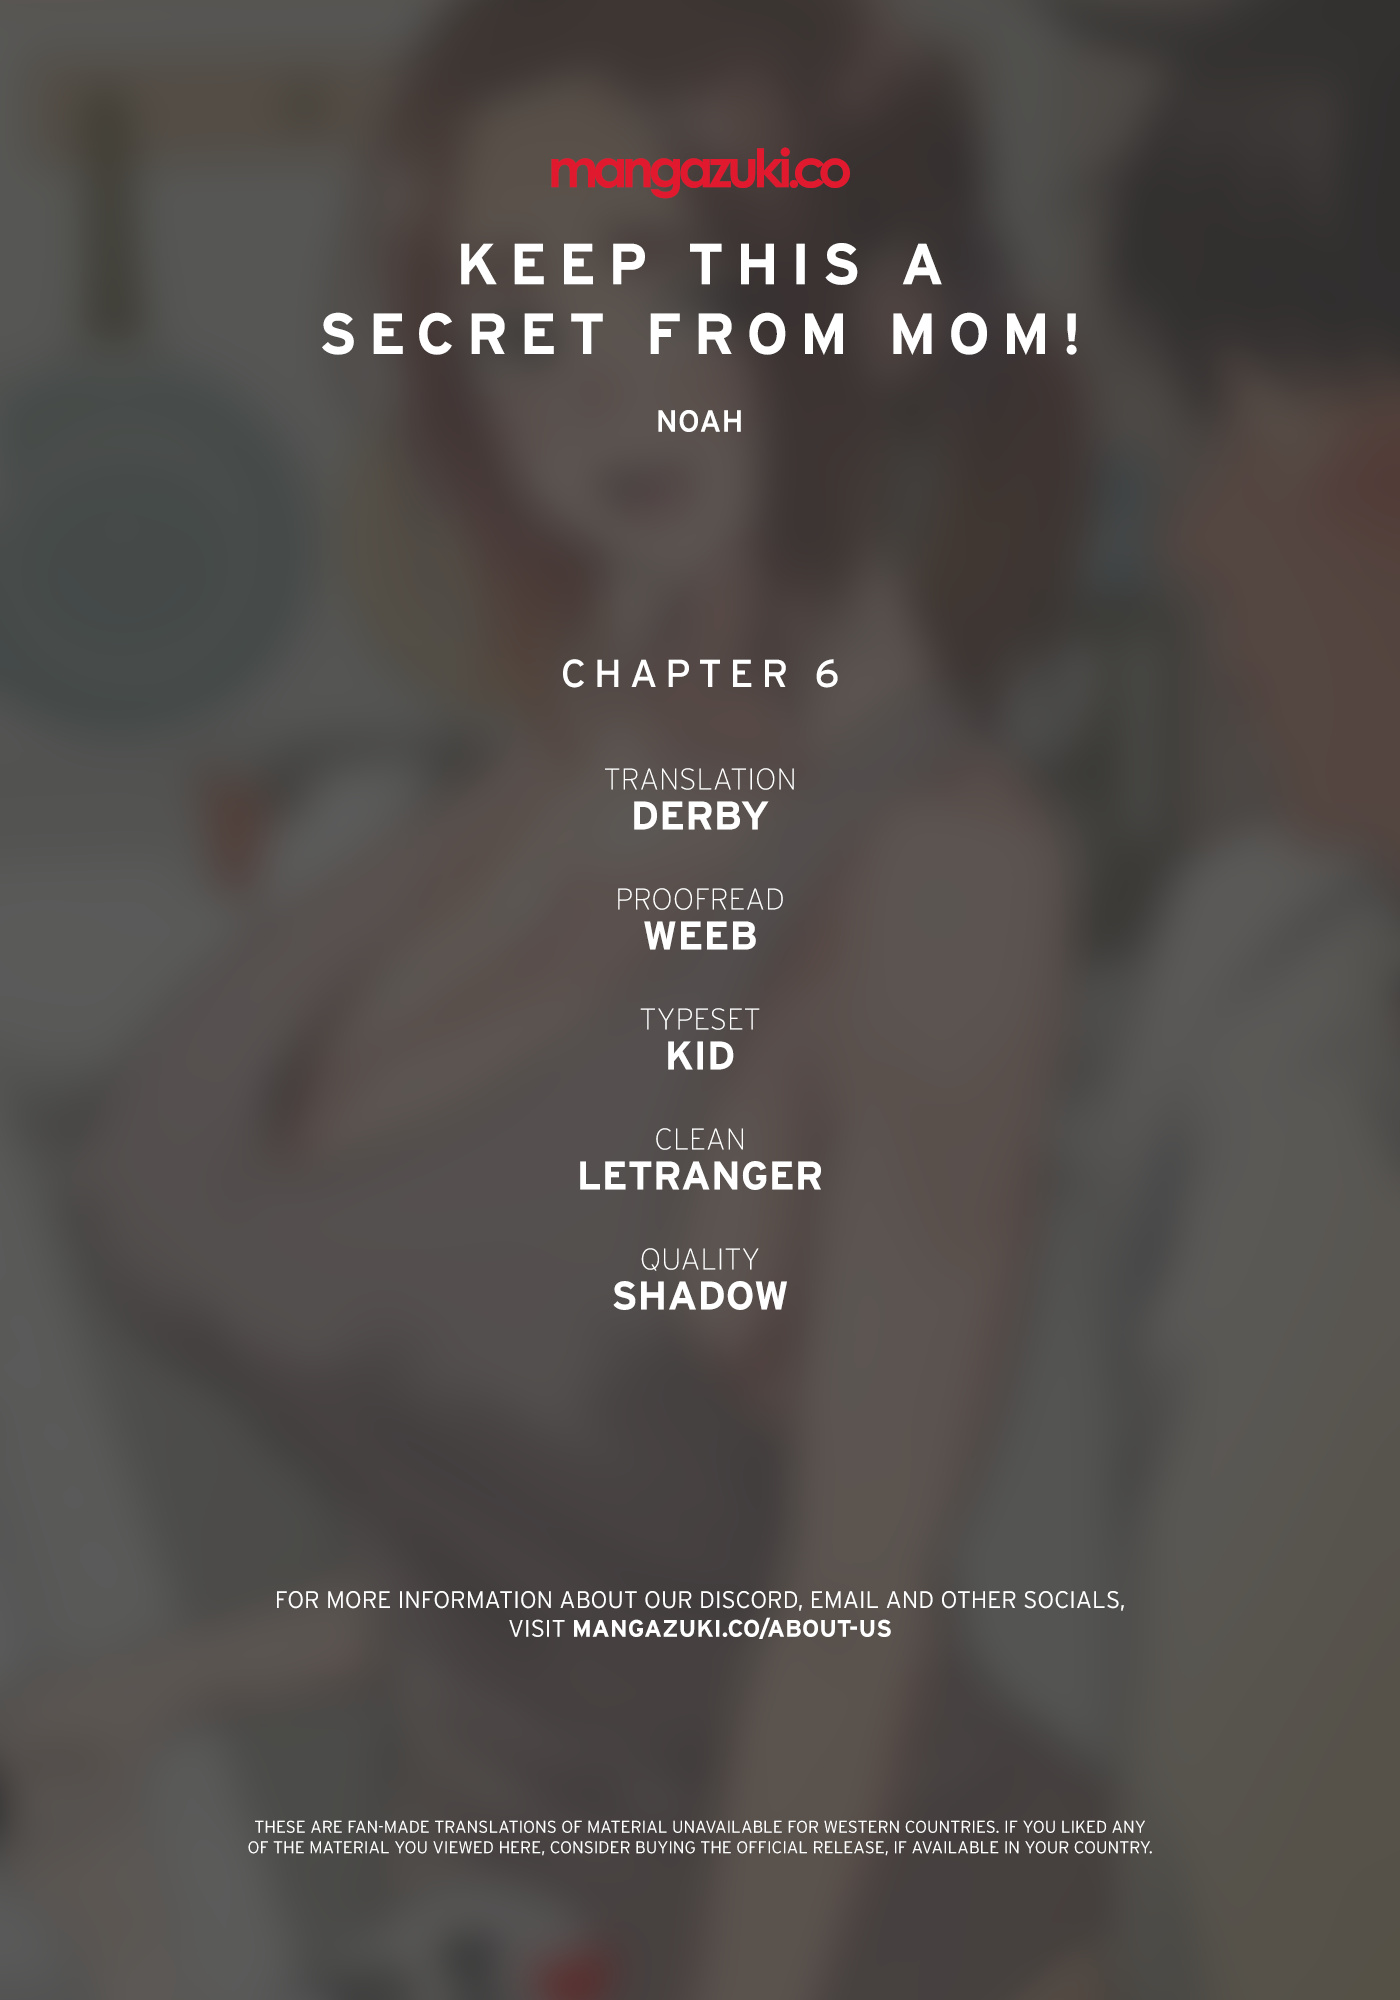 mangazuki.co
KEEP THIS A
SECRET FROM MOM!
NOAH
CHAPTER 6
TRANSLATION
DERBY
PROOFREAD
WEEB
TYPESET
KID
CLEAN
LETRANGER
QUALITY
SHADOW
FOR MORE INFORMATION ABOUT OUR DISCORD, EMAIL AND OTHER SOCIALS,
VISIT MANGAZUKI.CO/ABOUT-US
THESE ARE FAN-MADE TRANSLATIONS OF MATERIAL UNAVAILABLE FOR WESTERN COUNTRIES. IF YOU LIKED ANY
OF THE MATERIAL YOU VIEWED HERE, CONSIDER BUYING THE OFFICIAL RELEASE, IF AVAILABLE IN YOUR COUNTRY.